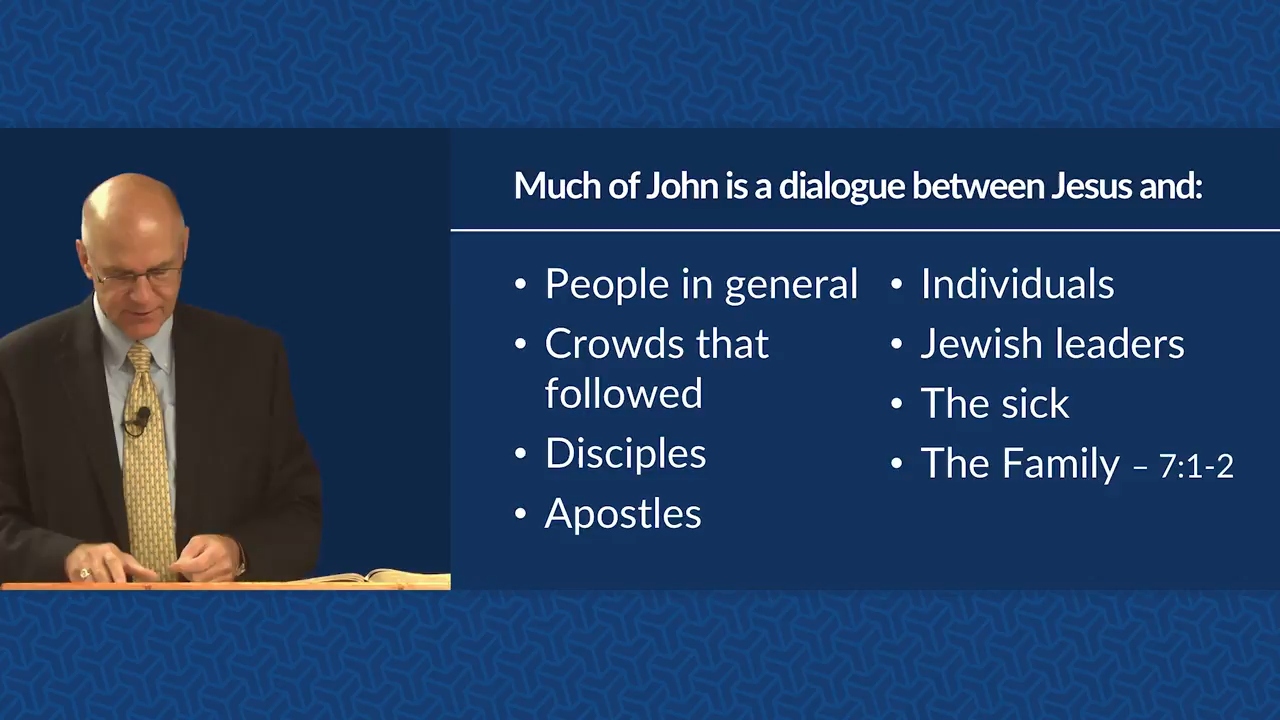 Much of John is a dialogue between Jesus and:
• People in general
• Crowds that
followed
• Disciples
• Apostles
• Individuals
• Jewish leaders
• The sick
• The Family – 7:1-2